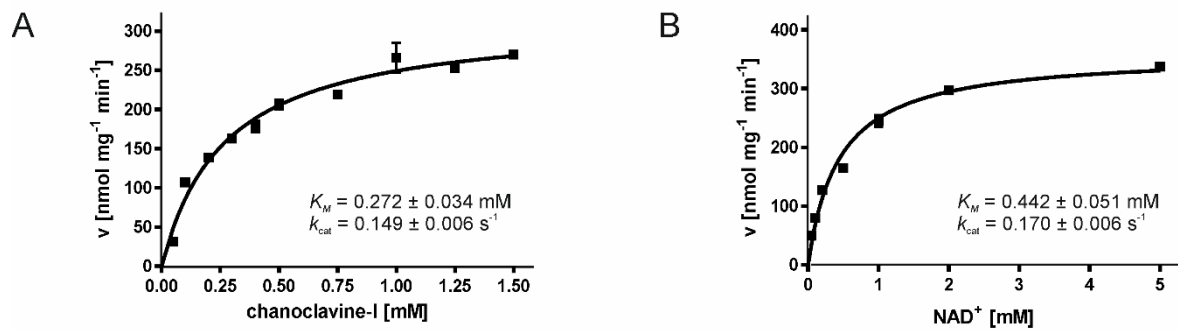 A
v [nmol mg⁻¹ min⁻¹]
300
250
200
150
100
50
0
K_M = 0.272 ± 0.034 mM
k_cat = 0.149 ± 0.006 s⁻¹
0.00 0.25 0.50 0.75 1.00 1.25 1.50
chanoclavine-I [mM]
B
v [nmol mg⁻¹ min⁻¹]
400
300
200
100
0
K_M = 0.442 ± 0.051 mM
k_cat = 0.170 ± 0.006 s⁻¹
0 1 2 3 4 5
NAD⁺ [mM]